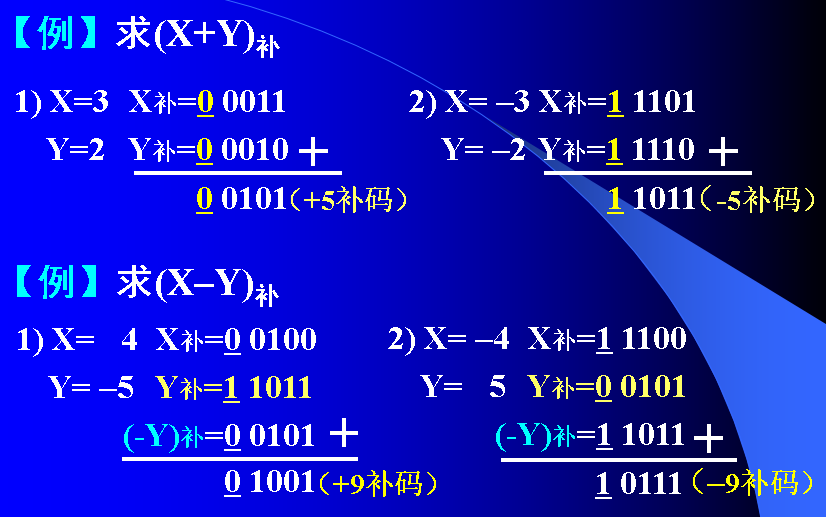 【例】求(X+Y)补
1) X=3 X补=0 0011
Y=2 Y补=0 0010 +
0 0101（+5补码）
2) X= –3 X补=1 1101
Y= –2 Y补=1 1110 +
1 1011（-5补码）
【例】求(X–Y)补
1) X= 4 X补=0 0100
Y= –5 Y补=1 1011
(-Y)补=0 0101 +
0 1001（+9补码）
2) X= –4 X补=1 1100
Y= 5 Y补=0 0101
(-Y)补=1 1011 +
1 0111（–9补码）